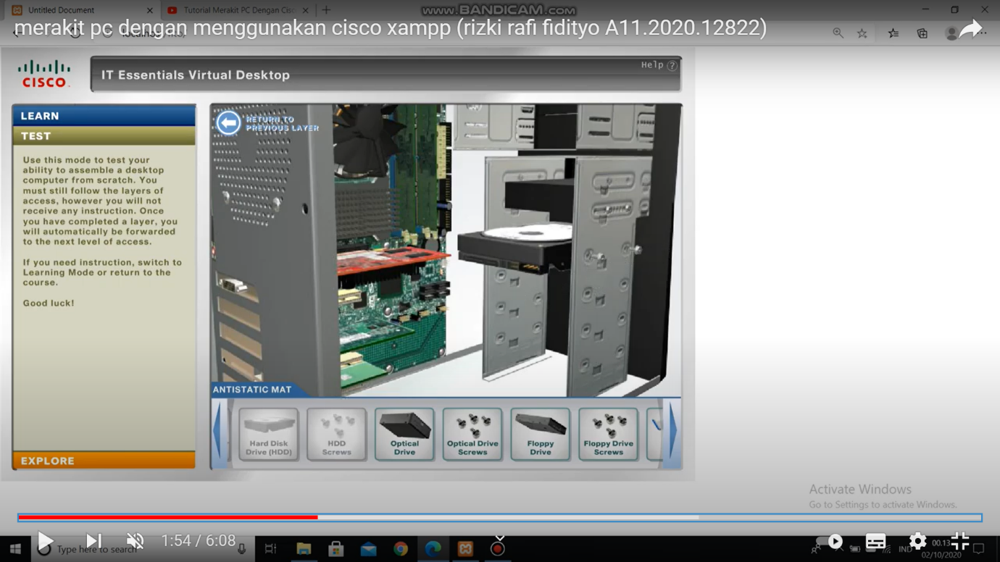 Untitled Document
Tutorial Merakit PC Dengan Cisc
www.BANDICAM.com
merakit pc dengan menggunakan cisco xampp (rizki rafi fidityo A11.2020.12822)
CISCO
IT Essentials Virtual Desktop
Help ?
LEARN
TEST
Use this mode to test your
ability to assemble a desktop
computer from scratch. You
must still follow the layers of
access, however you will not
receive any instruction. Once
you have completed a layer, you
will automatically be forwarded
to the next level of access.
If you need instruction, switch to
Learning Mode or return to the
course.
Good luck!
EXPLORE
RETURN TO
PREVIOUS LAYER
ANTISTATIC MAT
Hard Disk
Drive (HDD)
HDD
Screws
Optical
Drive
Optical Drive
Screws
Floppy
Drive
Floppy Drive
Screws
Activate Windows
Go to Settings to activate Windows.
1:54 / 6:08
Type here to search
IND
00.13
02/10/2020